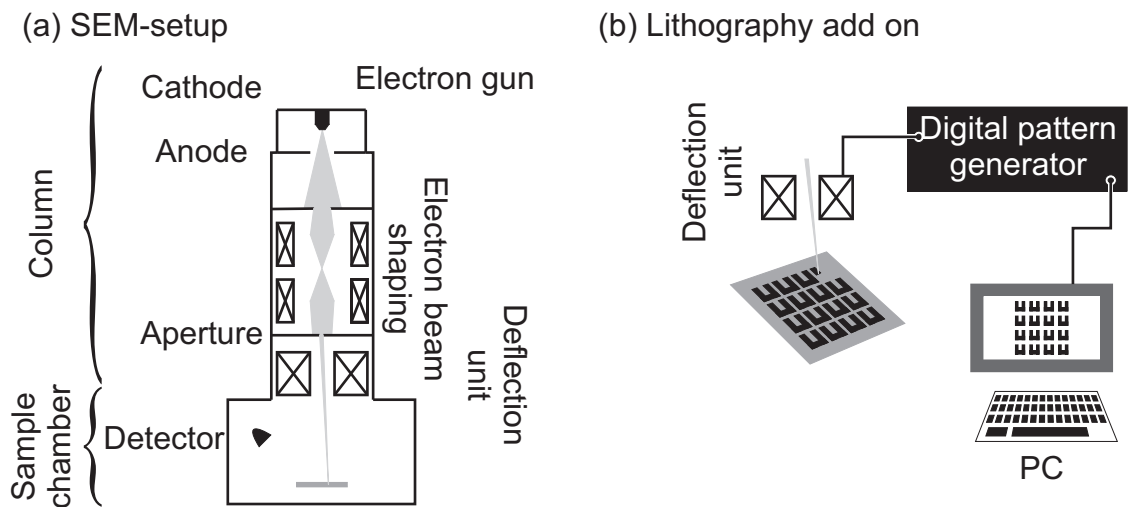 (a) SEM-setup
Cathode
Electron gun
Anode
Column
Electron beam
shaping
Aperture
Deflection
unit
Sample
chamber
Detector
(b) Lithography add on
Deflection
unit
Digital pattern
generator
PC